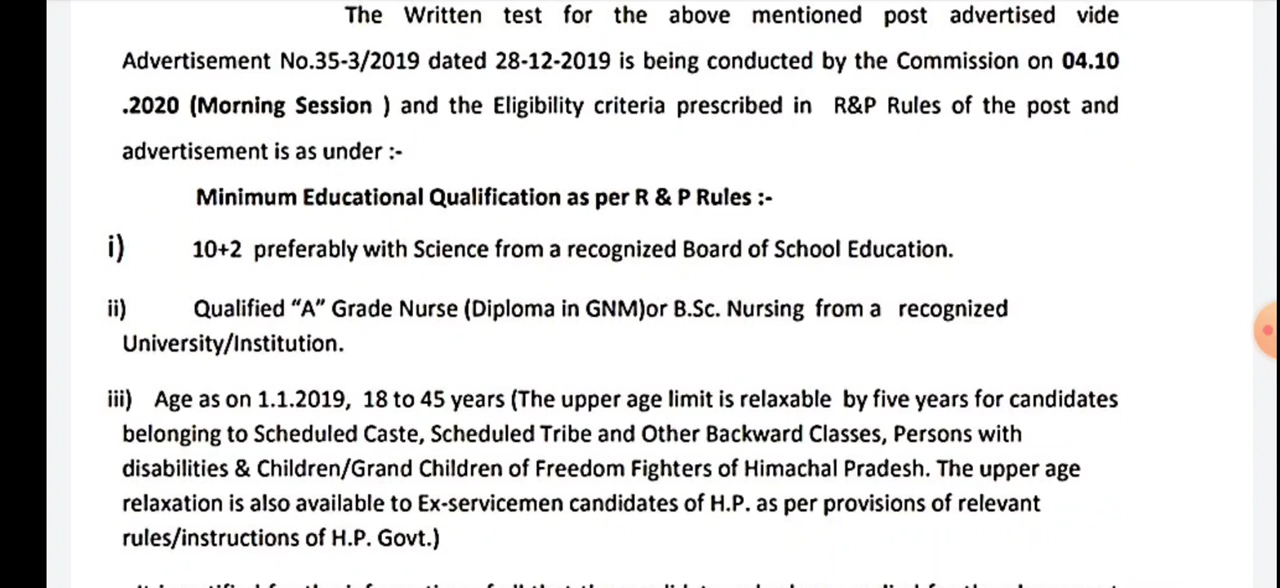 The Written test for the above mentioned post advertised vide
Advertisement No.35-3/2019 dated 28-12-2019 is being conducted by the Commission on 04.10
.2020 (Morning Session ) and the Eligibility criteria prescribed in R&P Rules of the post and
advertisement is as under :-
Minimum Educational Qualification as per R & P Rules :-
i) 10+2 preferably with Science from a recognized Board of School Education.
ii) Qualified “A” Grade Nurse (Diploma in GNM)or B.Sc. Nursing from a recognized
University/Institution.
iii) Age as on 1.1.2019, 18 to 45 years (The upper age limit is relaxable by five years for candidates
belonging to Scheduled Caste, Scheduled Tribe and Other Backward Classes, Persons with
disabilities & Children/Grand Children of Freedom Fighters of Himachal Pradesh. The upper age
relaxation is also available to Ex-servicemen candidates of H.P. as per provisions of relevant
rules/instructions of H.P. Govt.)